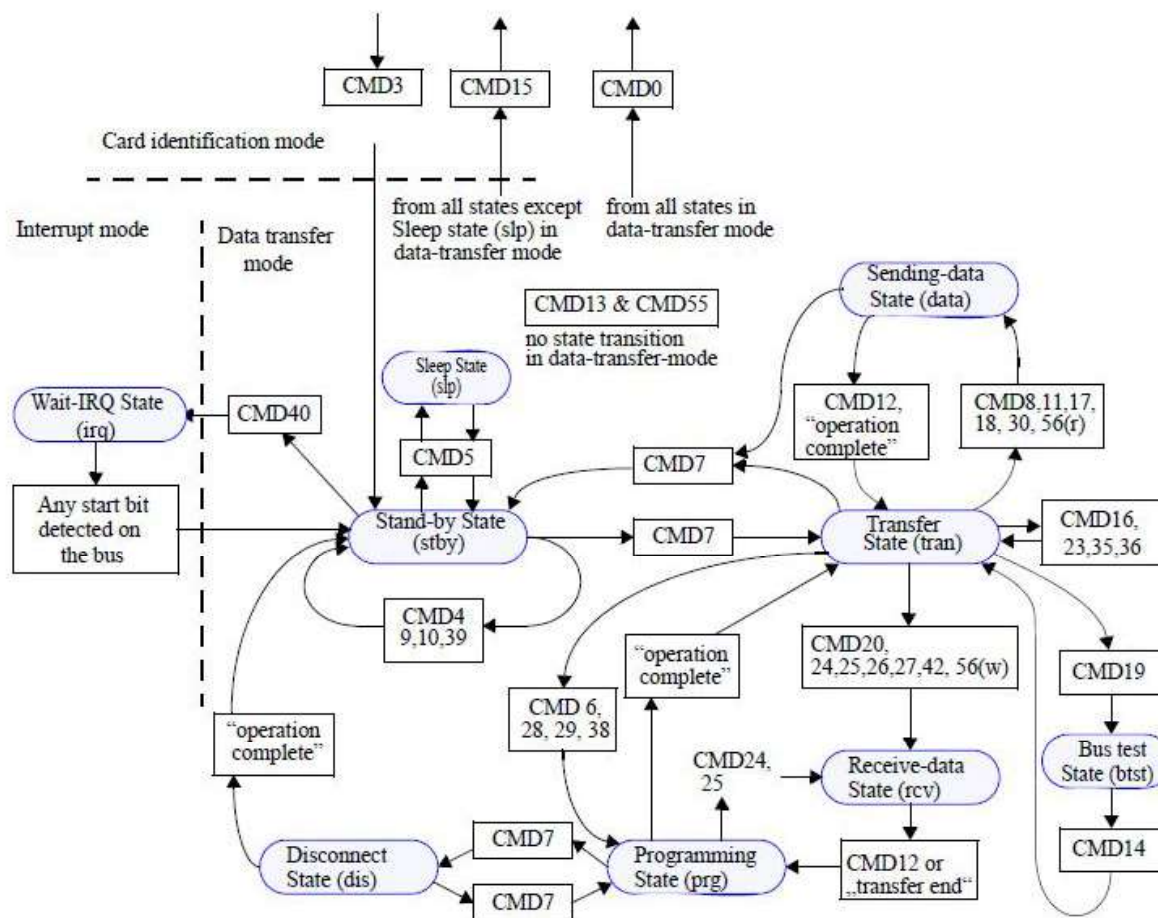 CMD3
CMD15
CMD0
Card identification mode
from all states except
Sleep state (slp) in
data-transfer mode
from all states in
data-transfer mode
Interrupt mode
Data transfer
mode
Sending-data
State (data)
CMD13 & CMD55
no state transition
in data-transfer-mode
Sleep State
(slp)
Wait-IRQ State
(irq)
CMD40
CMD5
CMD7
CMD12,
“operation
complete”
CMD8,11,17,
18, 30, 56(r)
Any start bit
detected on
the bus
Stand-by State
(stby)
CMD7
Transfer
State (tran)
CMD16,
23,35,36
CMD4
9,10,39
“operation
complete”
CMD20,
24,25,26,27,42, 56(w)
CMD19
CMD 6,
28, 29, 38
“operation
complete”
CMD24,
25
Receive-data
State (rcv)
Bus test
State (btst)
CMD7
Disconnect
State (dis)
CMD7
Programming
State (prg)
CMD12 or
„transfer end“
CMD14